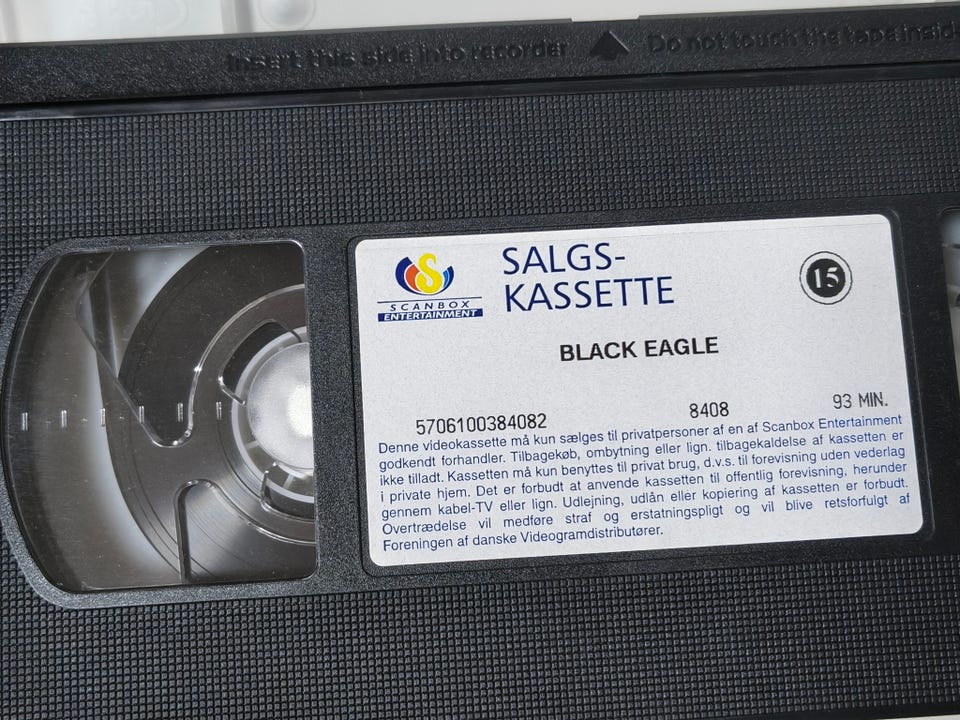 Insert this side into recorder
Do not touch the tape inside
SCANBOX
ENTERTAINMENT
SALGS-
KASSETTE
15
BLACK EAGLE
5706100384082 8408 93 MIN.
Denne videokassette må kun sælges til privatpersoner af en af Scanbox Entertainment
godkendt forhandler. Tilbagekøb, ombytning eller lign. tilbagekaldelse af kassetten er
ikke tilladt. Kassetten må kun benyttes til privat brug, d.v.s. til forevisning uden vederlag
i private hjem. Det er forbudt at anvende kassetten til offentlig forevisning, herunder
gennem kabel-TV eller lign. Udlejning, udlån eller kopiering af kassetten er forbudt.
Overtrædelse vil medføre straf og erstatningspligt og vil blive retsforfulgt af
Foreningen af danske Videogramdistributører.